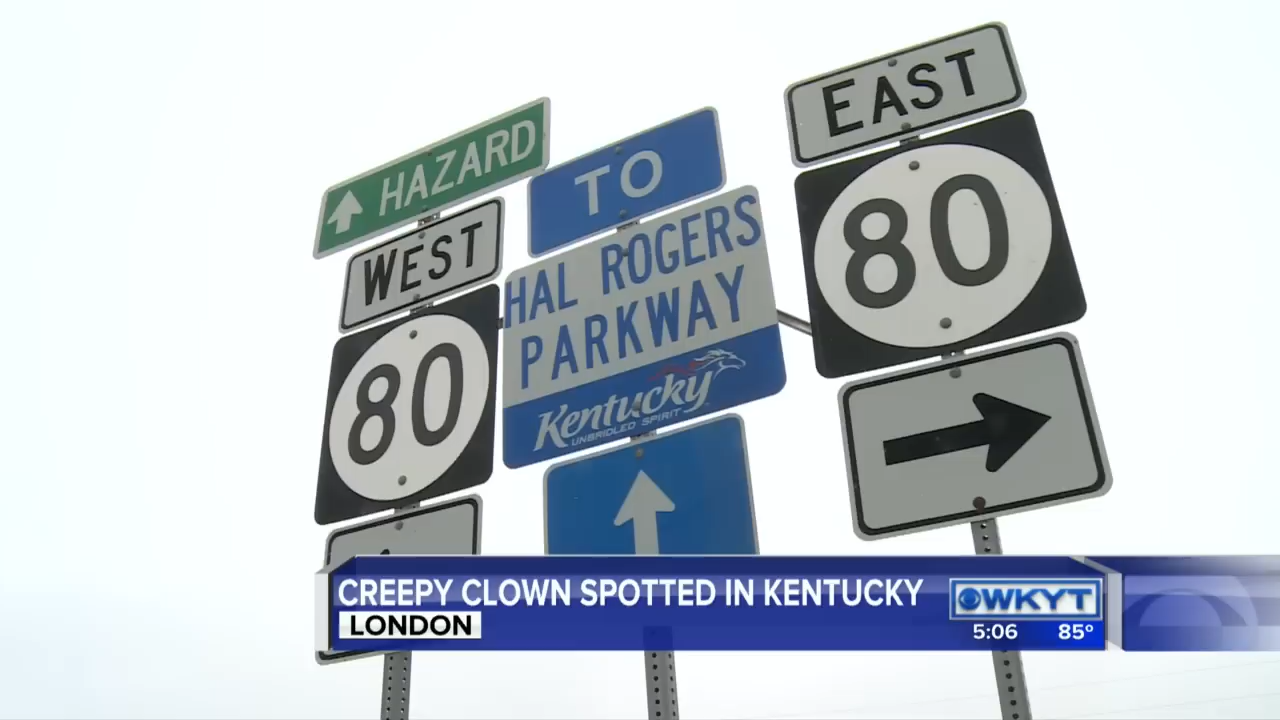 HAZARD
WEST
80
TO
HAL ROGERS
PARKWAY
Kentucky
UNBRIDLED SPIRIT
EAST
80
CREEPY CLOWN SPOTTED IN KENTUCKY
LONDON
WKYT
5:06 85°